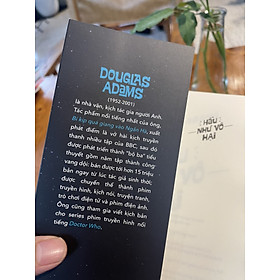 DOUGLAS
ADaMS
(1952-2001)
là nhà văn, kịch tác gia người Anh.
Tác phẩm nổi tiếng nhất của ông,
Bí kíp quá giang vào Ngân Hà, xuất
phát điểm là vở hài kịch truyền
thanh nhiều tập của BBC, sau đó
được phát triển thành "bộ ba" tiểu
thuyết gồm năm tập thành công
vang dội: bán được hơn 15 triệu
bản ngay từ lúc tác giả sinh thời;
được chuyển thể thành phim
truyền hình, kịch nói, truyện tranh,
trò chơi điện tử và phim điện ảnh.
Ông cũng tham gia viết kịch bản
cho series phim truyền hình nổi
tiếng Doctor Who.
HẦU
NHƯ VÔ
HẠI